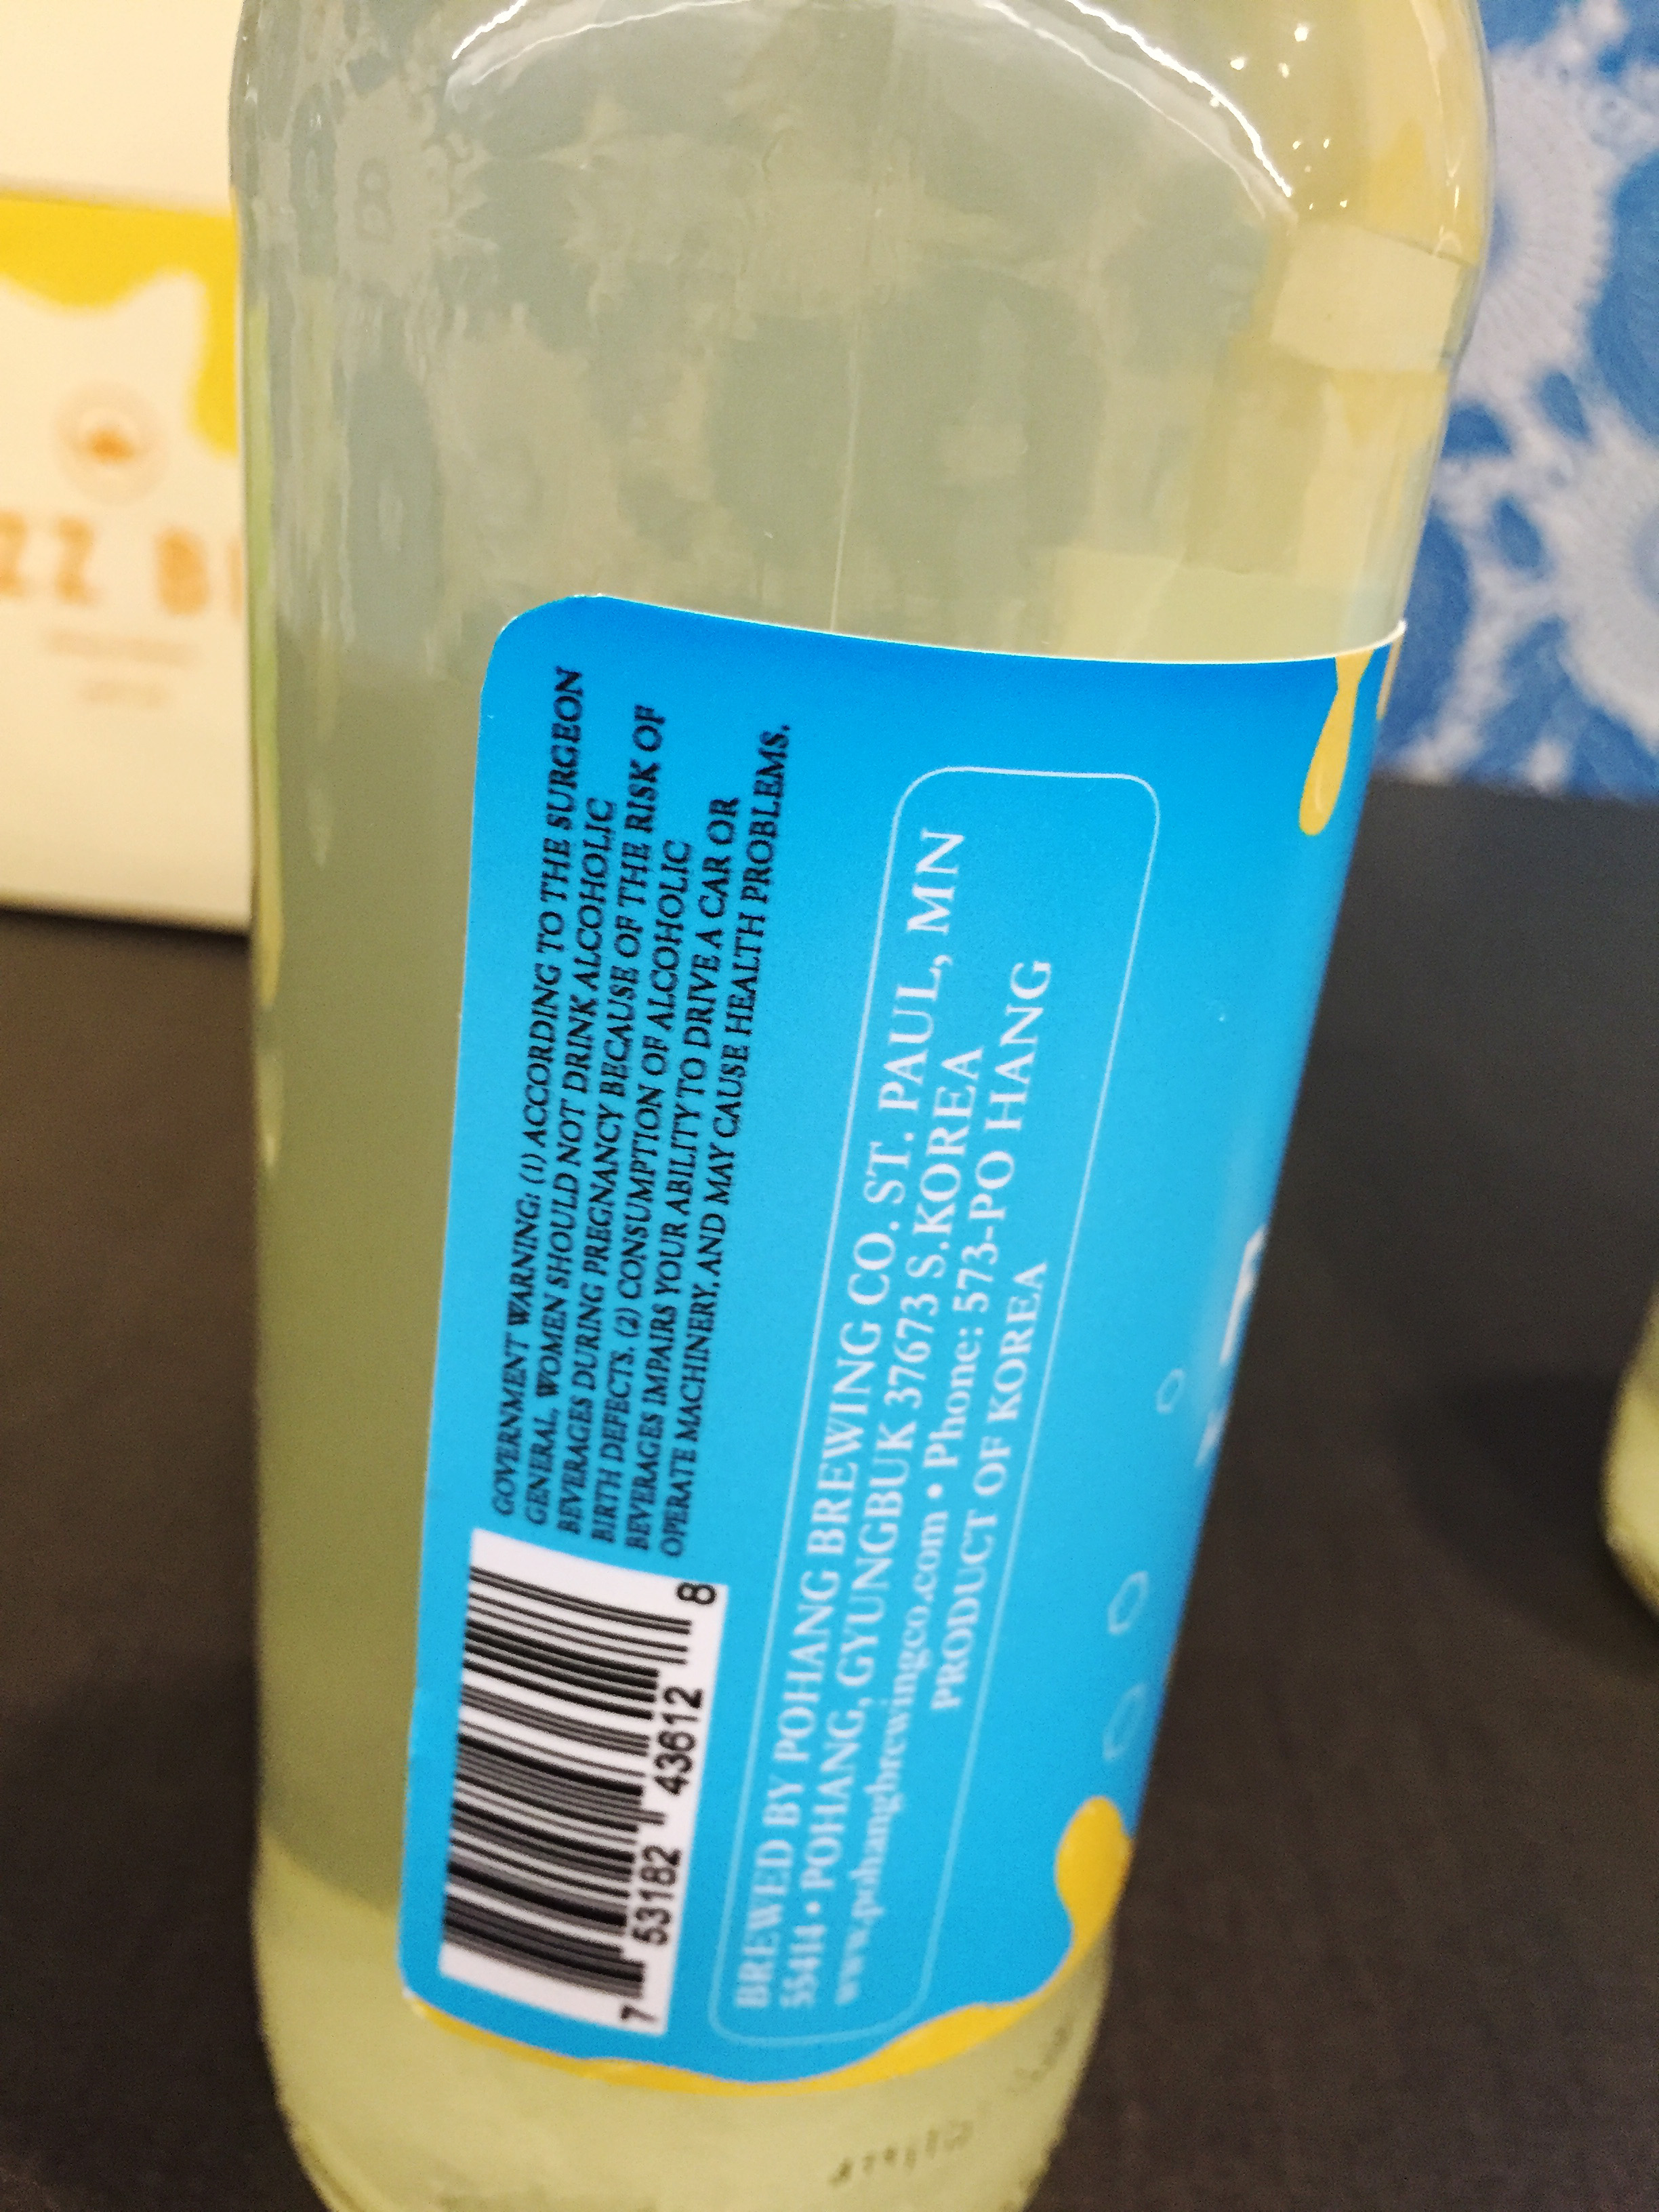 GOVERNMENT WARNING: (1) ACCORDING TO THE SURGEON
GENERAL, WOMEN SHOULD NOT DRINK ALCOHOLIC
BEVERAGES DURING PREGNANCY BECAUSE OF THE RISK OF
BIRTH DEFECTS. (2) CONSUMPTION OF ALCOHOLIC
BEVERAGES IMPAIRS YOUR ABILITY TO DRIVE A CAR OR
OPERATE MACHINERY, AND MAY CAUSE HEALTH PROBLEMS.
7 53182 43612 8
BREWED BY POHANG BREWING CO. ST. PAUL, MN
55414 • POHANG, GYUNGBUK 37673 S.KOREA
www.pohangbrewingco.com • Phone: 573-PO HANG
PRODUCT OF KOREA
ZZ B